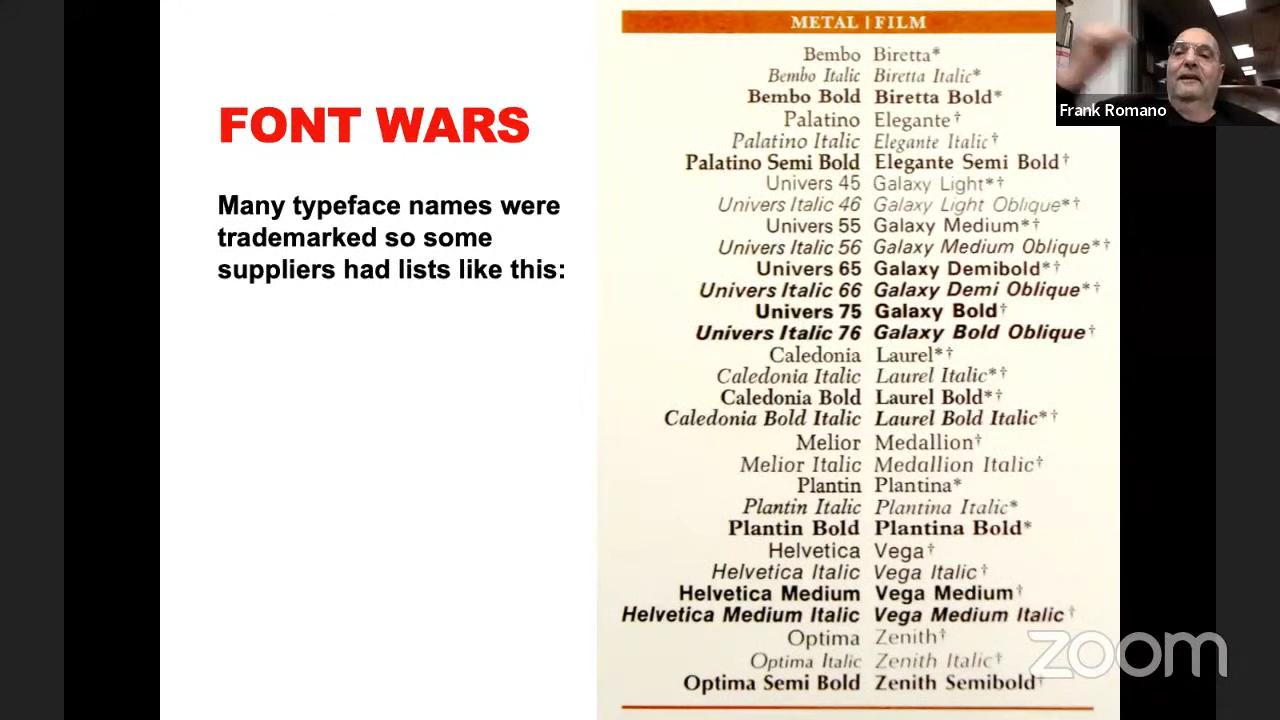 FONT WARS
Many typeface names were
trademarked so some
suppliers had lists like this:
METAL | FILM
Bembo Biretta*
Bembo Italic Biretta Italic*
Bembo Bold Biretta Bold*
Palatino Elegante†
Palatino Italic Elegante Italic†
Palatino Semi Bold Elegante Semi Bold†
Univers 45 Galaxy Light*†
Univers Italic 46 Galaxy Light Oblique*†
Univers 55 Galaxy Medium*†
Univers Italic 56 Galaxy Medium Oblique*†
Univers 65 Galaxy Demibold*†
Univers Italic 66 Galaxy Demi Oblique*†
Univers 75 Galaxy Bold†
Univers Italic 76 Galaxy Bold Oblique†
Caledonia Laurel*†
Caledonia Italic Laurel Italic*†
Caledonia Bold Laurel Bold*†
Caledonia Bold Italic Laurel Bold Italic*†
Melior Medallion†
Melior Italic Medallion Italic†
Plantin Plantina*
Plantin Italic Plantina Italic*
Plantin Bold Plantina Bold*
Helvetica Vega†
Helvetica Italic Vega Italic†
Helvetica Medium Vega Medium†
Helvetica Medium Italic Vega Medium Italic†
Optima Zenith†
Optima Italic Zenith Italic†
Optima Semi Bold Zenith Semibold†
Frank Romano
zoom